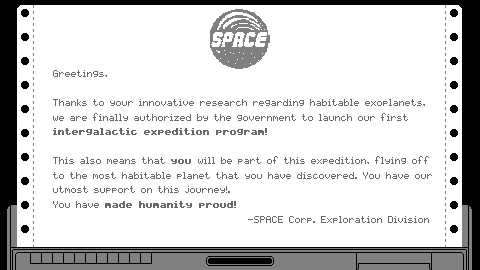 SPACE
Greetings,
Thanks to your innovative research regarding habitable exoplanets,
we are finally authorized by the government to launch our first
intergalactic expedition program!
This also means that you will be part of this expedition, flying off
to the most habitable planet that you have discovered. You have our
utmost support on this journey!.
You have made humanity proud!
-SPACE Corp. Exploration Division